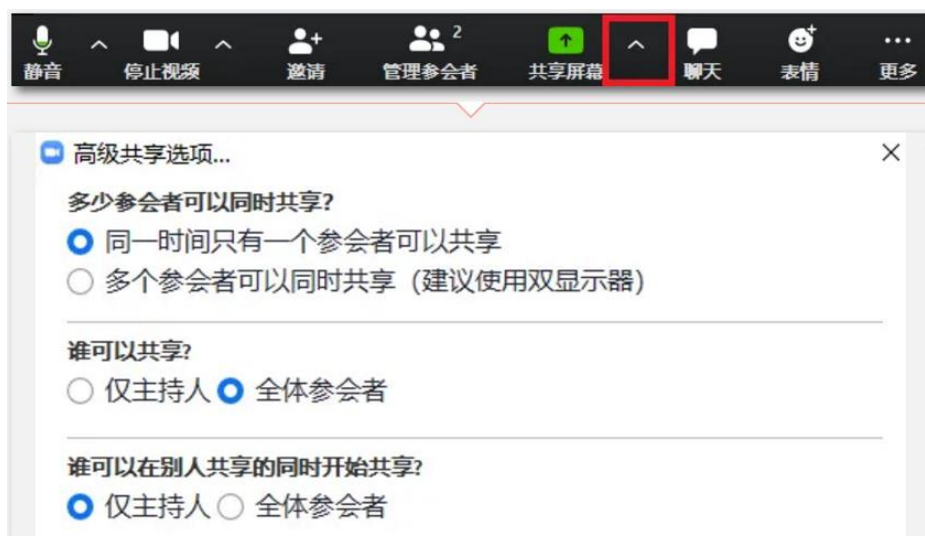 2
静音 停止视频 邀请 管理参会者 共享屏幕 聊天 表情 更多
高级共享选项...
多少参会者可以同时共享?
同一时间只有一个参会者可以共享
多个参会者可以同时共享（建议使用双显示器）
谁可以共享?
仅主持人 全体参会者
谁可以在别人共享的同时开始共享?
仅主持人 全体参会者